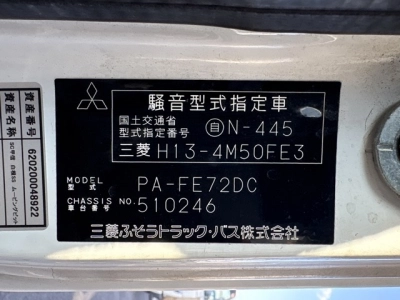 騒音型式指定車
国土交通省
型式指定番号 自N-445
三菱 H13-4M50FE3
MODEL
型式 PA-FE72DC
CHASSIS NO.
車台番号 510246
三菱ふそうトラック・バス株式会社
資産番号 620200048922
資産名称